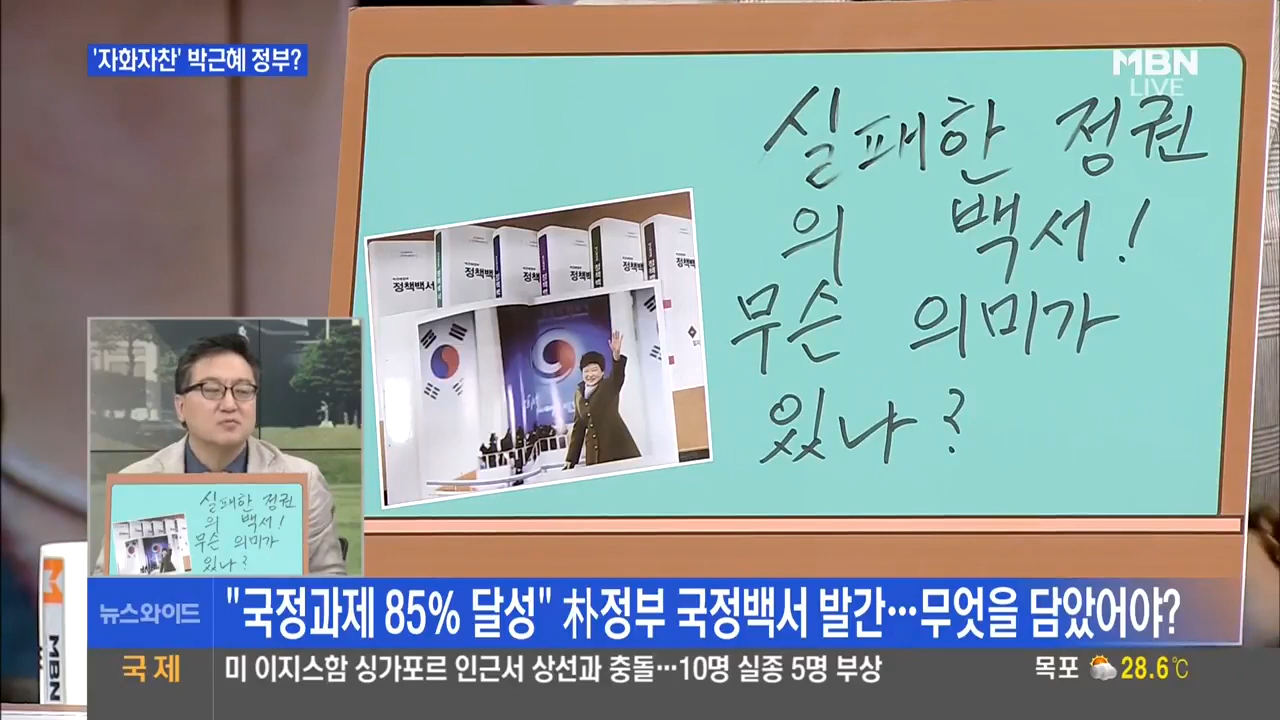 '자화자찬' 박근혜 정부?
MBN
LIVE
실패한 정권
의 백서!
무슨 의미가
있나?
정책백서
정책백
정책백
정책백
정책백
정책
실패한 정권
의 백서!
무슨 의미가
있나?
MBN
뉴스와이드
"국정과제 85% 달성" 朴정부 국정백서 발간…무엇을 담았어야?
국제
미 이지스함 싱가포르 인근서 상선과 충돌…10명 실종 5명 부상
목포 28.6℃